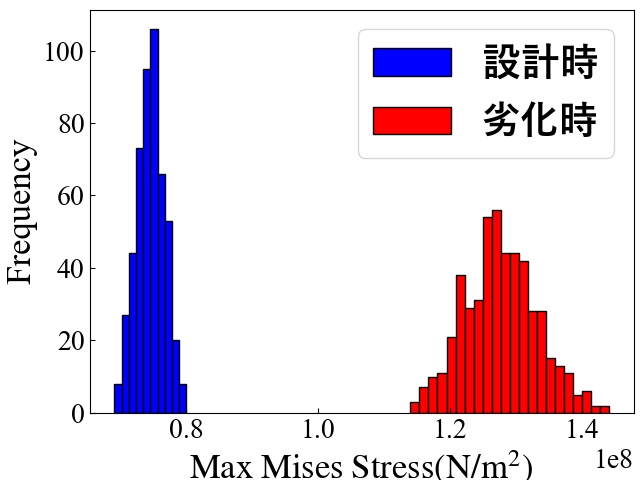 100
80
60
40
20
0
Frequency
設計時
劣化時
0.8 1.0 1.2 1.4
1e8
Max Mises Stress(N/m²)